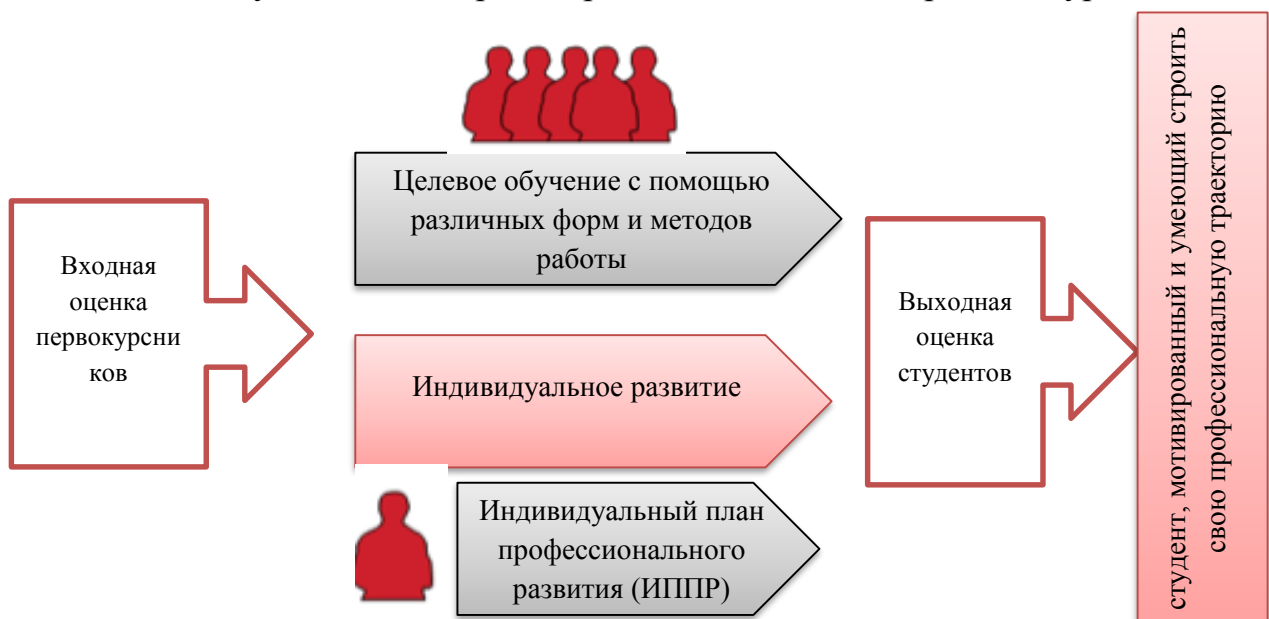 Входная
оценка
первокурсни
ков
Целевое обучение с помощью
различных форм и методов
работы
Индивидуальное развитие
Индивидуальный план
профессионального
развития (ИППР)
Выходная
оценка
студентов
студент, мотивированный и умеющий строить
свою профессиональную траекторию